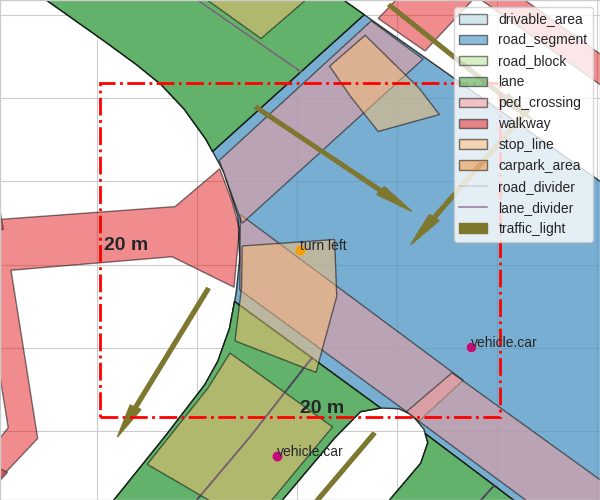 drivable_area
road_segment
road_block
lane
ped_crossing
walkway
stop_line
carpark_area
road_divider
lane_divider
traffic_light
20 m
turn left
vehicle.car
20 m
vehicle.car